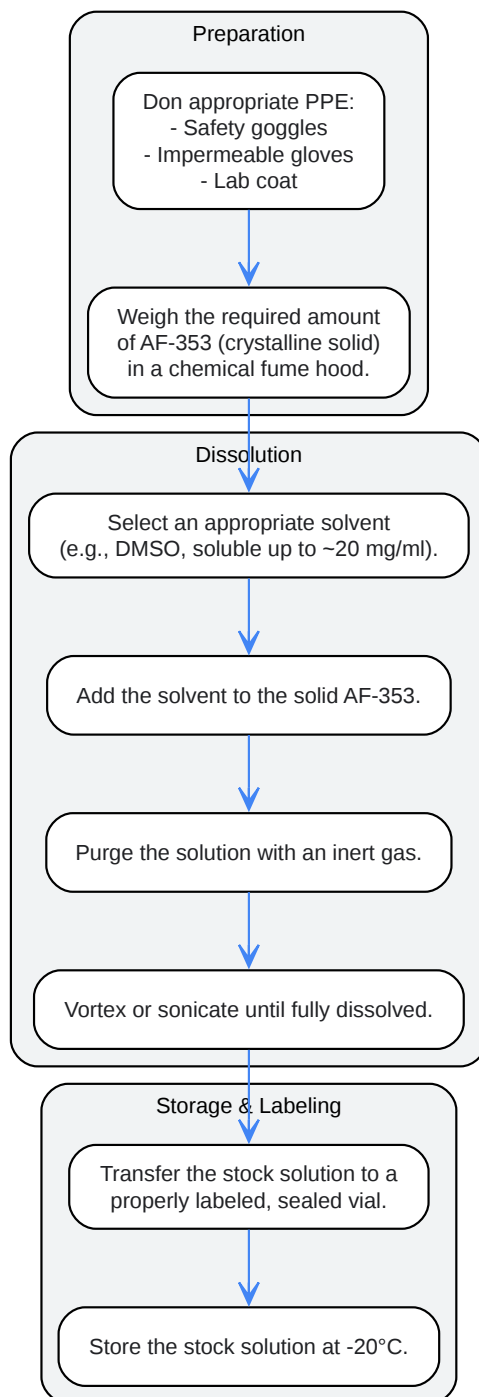 Preparation
Don appropriate PPE:
- Safety goggles
- Impermeable gloves
- Lab coat
Weigh the required amount
of AF-353 (crystalline solid)
in a chemical fume hood.
Dissolution
Select an appropriate solvent
(e.g., DMSO, soluble up to ~20 mg/ml).
Add the solvent to the solid AF-353.
Purge the solution with an inert gas.
Vortex or sonicate until fully dissolved.
Storage & Labeling
Transfer the stock solution to a
properly labeled, sealed vial.
Store the stock solution at -20°C.